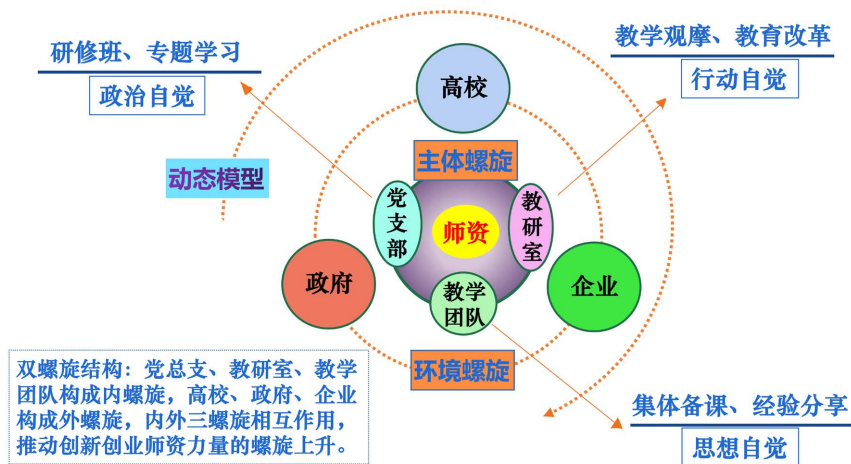 研修班、专题学习
政治自觉
教学观摩、教育改革
行动自觉
高校
动态模型
主体螺旋
党支部
师资
教研室
政府
教学
团队
企业
环境螺旋
双螺旋结构：党总支、教研室、教学
团队构成内螺旋，高校、政府、企业
构成外螺旋，内外三螺旋相互作用，
推动创新创业师资力量的螺旋上升。
集体备课、经验分享
思想自觉